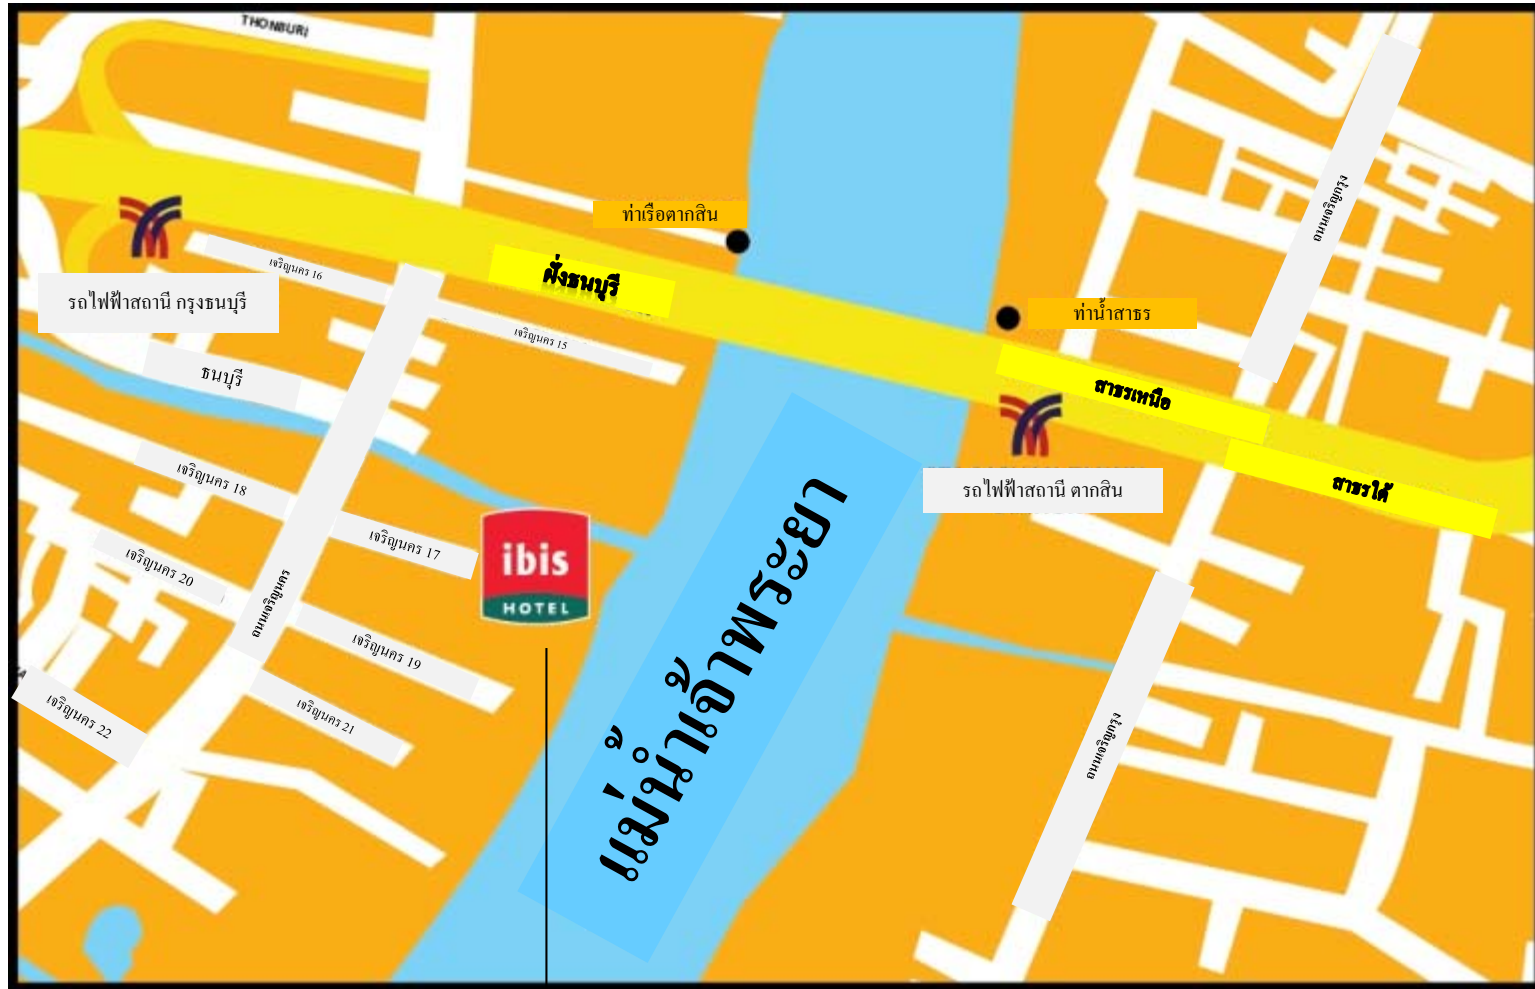 THONBURI
ท่าเรือตากสิน
ฝั่งธนบุรี
เจริญนคร 16
รถไฟฟ้าสถานี กรุงธนบุรี
เจริญนคร 15
ธนบุรี
ท่าน้ำสาธร
ถนนเจริญกรุง
สาธรเหนือ
สาธรใต้
รถไฟฟ้าสถานี ตากสิน
เจริญนคร 18
เจริญนคร 17
ibis
HOTEL
เจริญนคร 20
ถนนเจริญนคร
เจริญนคร 19
เจริญนคร 21
เจริญนคร 22
แม่น้ำเจ้าพระยา
ถนนเจริญกรุง